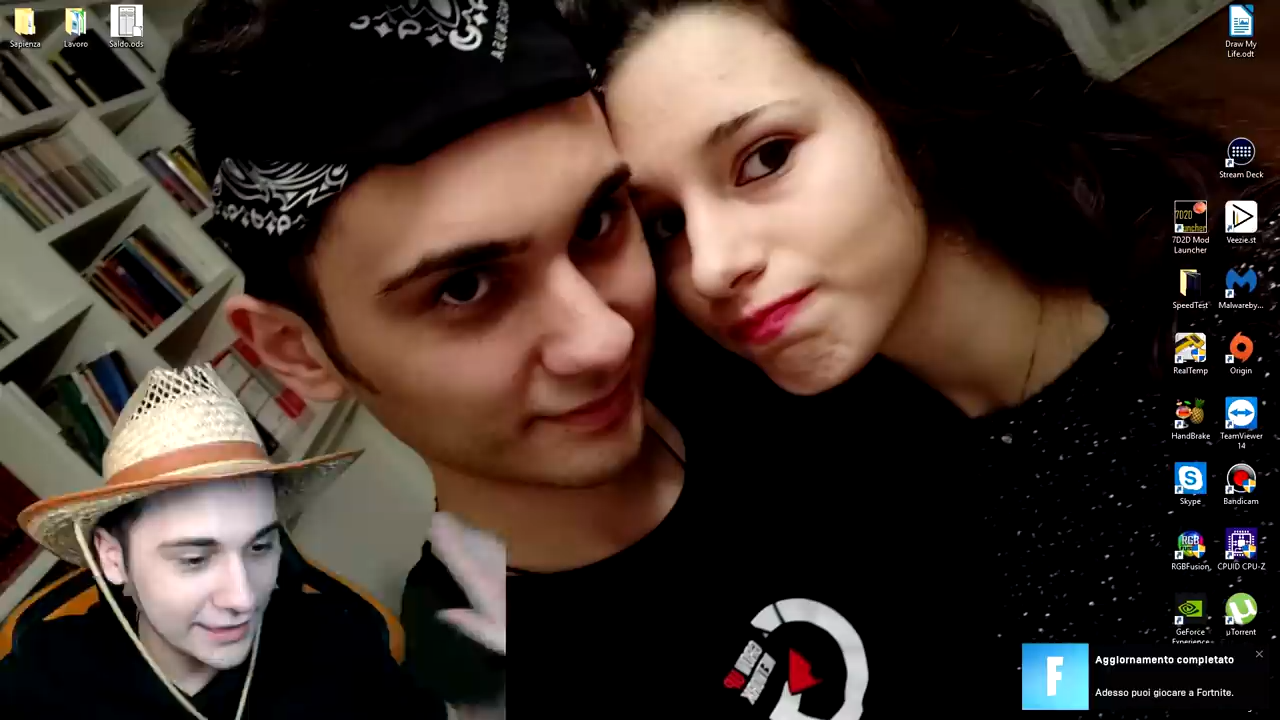 Sapienza
Lavoro
Saldo.ods
Draw My
Life.odt
Stream Deck
7D2D Mod
Launcher
Veezie.st
SpeedTest
Malwareby...
RealTemp
Origin
HandBrake
TeamViewer
14
Skype
Bandicam
RGBFusion,
CPUID CPU-Z
GeForce
Experience
µTorrent
F
Aggiornamento completato
Adesso puoi giocare a Fortnite.